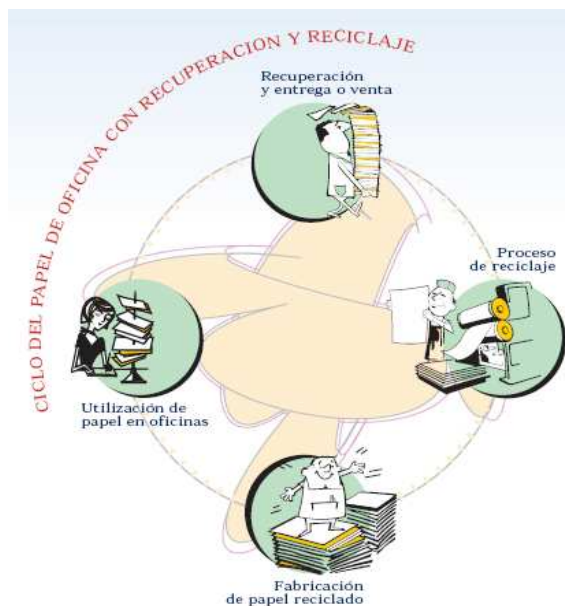 CICLO DEL PAPEL DE OFICINA CON RECUPERACION Y RECICLAJE
Recuperación
y entrega o venta
Proceso
de reciclaje
Utilización de
papel en oficinas
Fabricación
de papel reciclado